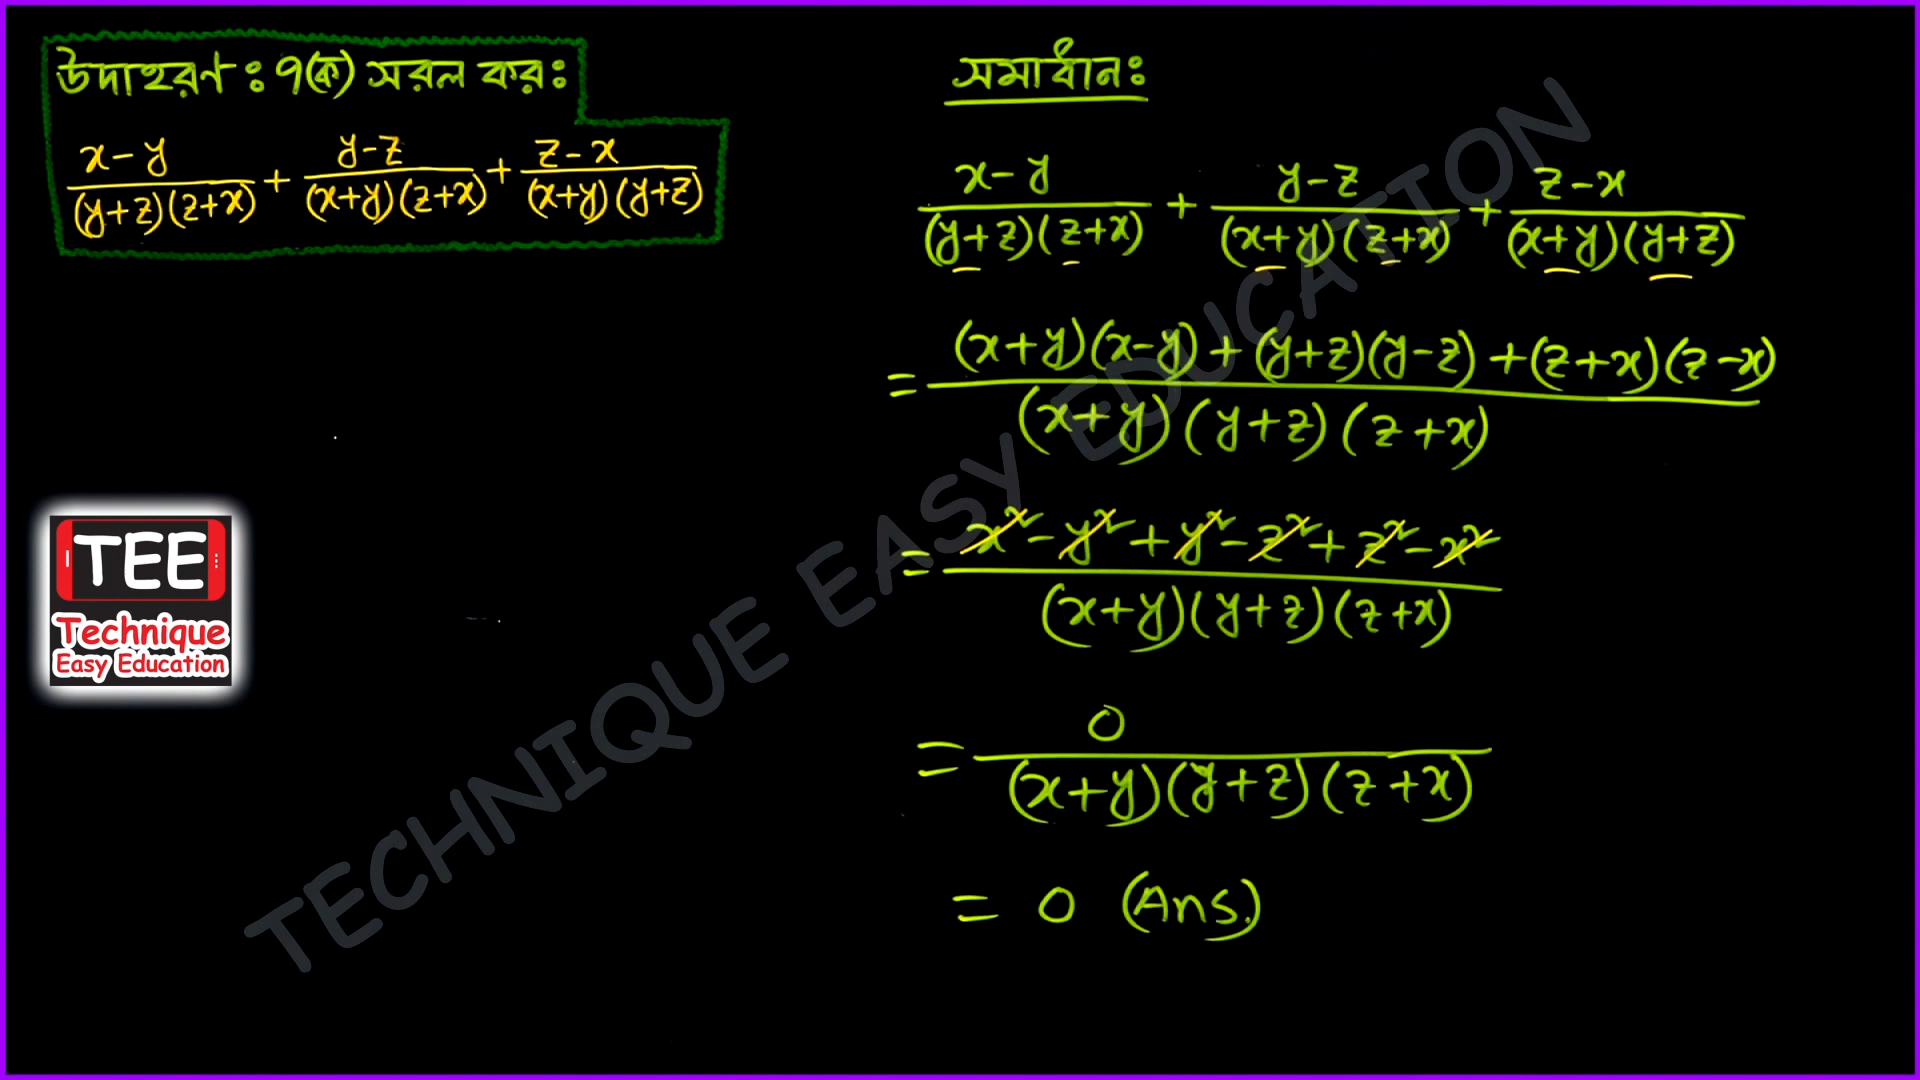 উদাহরণ : ৭(ক) সরল কর :
x-y/(y+z)(z+x) + y-z/(x+y)(z+x) + z-x/(x+y)(y+z)
TEE
Technique
Easy Education
সমাধান :
x-y/(y+z)(z+x) + y-z/(x+y)(z+x) + z-x/(x+y)(y+z)
= (x+y)(x-y) + (y+z)(y-z) + (z+x)(z-x)/(x+y)(y+z)(z+x)
= x² - y² + y² - z² + z² - x²/(x+y)(y+z)(z+x)
= 0/(x+y)(y+z)(z+x)
= 0 (Ans.)
TECHNIQUE EASY EDUCATION